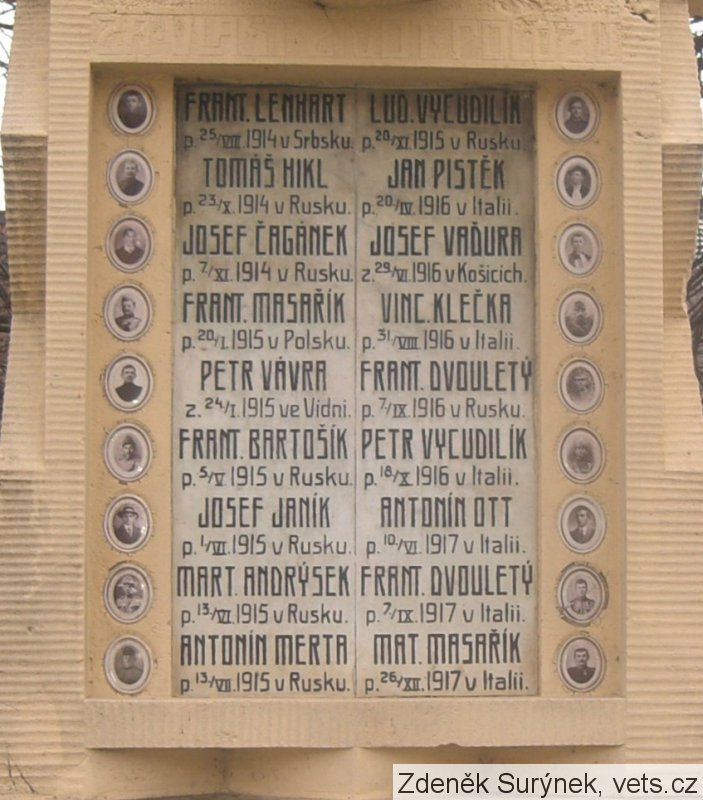 FRANT. LENHART
p. 25/VIII. 1914 v Srbsku.
TOMÁŠ HIKL
p. 23/X. 1914 v Rusku.
JOSEF ČAGÁNEK
p. 7/XI. 1914 v Rusku.
FRANT. MASAŘÍK
p. 20/I. 1915 v Polsku.
PETR VÁVRA
z. 24/I. 1915 ve Vídni.
FRANT. BARTOŠÍK
p. 5/V 1915 v Rusku.
JOSEF JANÍK
p. 1/VI. 1915 v Rusku.
MART. ANDRÝSEK
p. 13/VI. 1915 v Rusku.
ANTONÍN MERTA
p. 13/VII. 1915 v Rusku.
LUD. VYCUDILÍK
p. 20/XI. 1915 v Rusku.
JAN PISTĚK
p. 20/IV. 1916 v Italii.
JOSEF VAĎURA
z. 29/VI. 1916 v Košicích.
VINC. KLEČKA
p. 31/VIII. 1916 v Italii.
FRANT. DVOULETÝ
p. 7/IX. 1916 v Rusku.
PETR VYCUDILÍK
p. 18/X. 1916 v Italii.
ANTONÍN OTT
p. 10/VI. 1917 v Italii.
FRANT. DVOULETÝ
p. 7/IX. 1917 v Italii.
MAT. MASAŘÍK
p. 26/XII. 1917 v Italii.
Zdeněk Surýnek, vets.cz